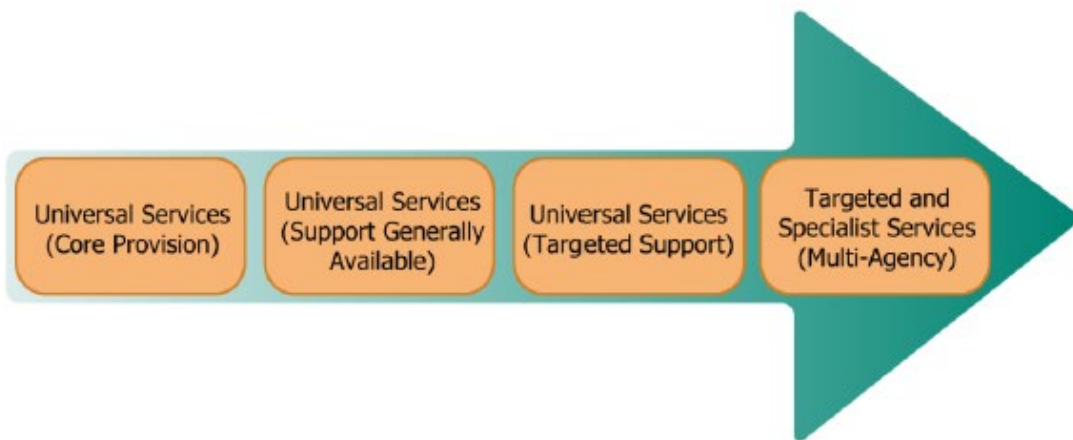 Universal Services
(Core Provision)
Universal Services
(Support Generally
Available)
Universal Services
(Targeted Support)
Targeted and
Specialist Services
(Multi-Agency)